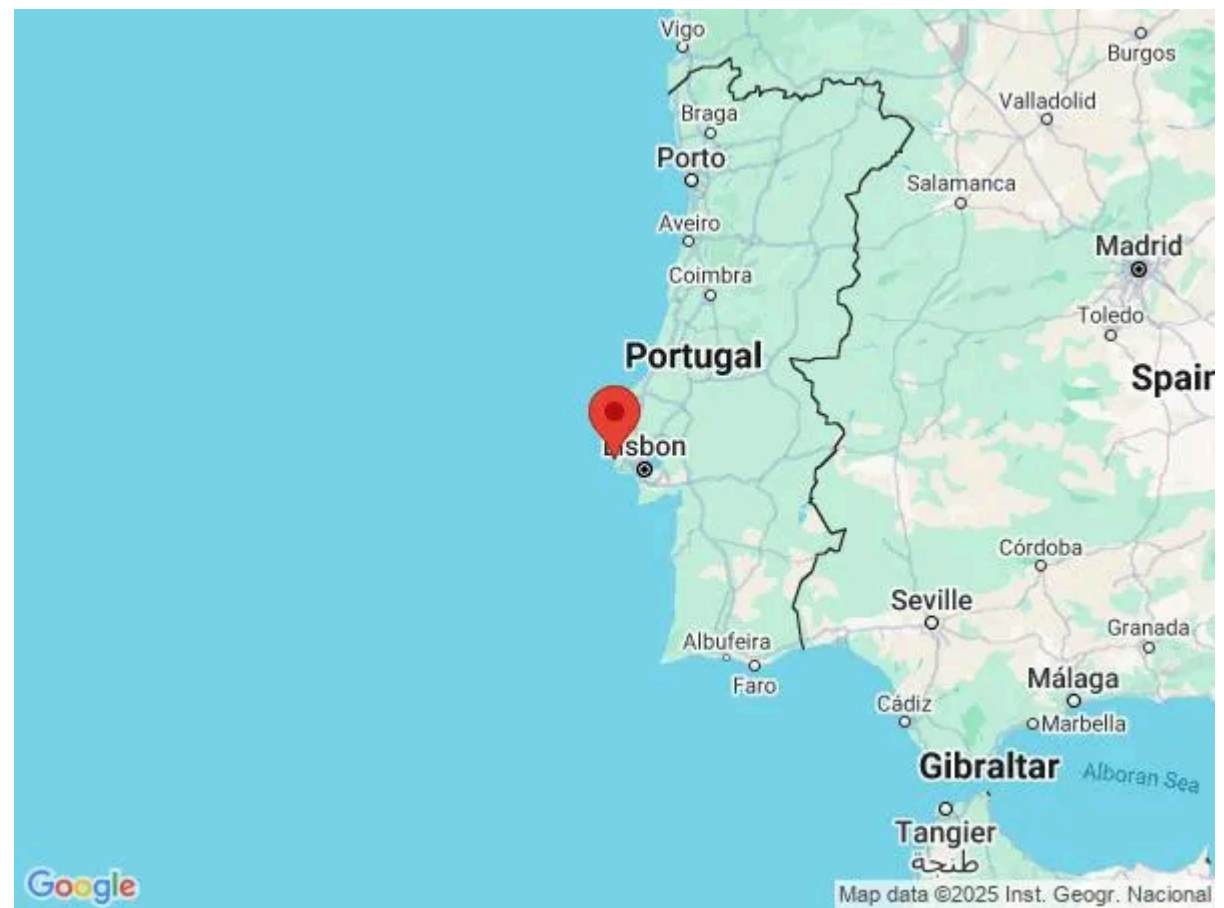 Vigo
Burgos
Valladolid
Braga
Porto
Salamanca
Aveiro
Madrid
Coimbra
Toledo
Portugal
Spain
Lisbon
Córdoba
Seville
Granada
Albufeira
Faro
Málaga
Cádiz
Marbella
Gibraltar
Alboran Sea
Tangier
طنجة
Google
Map data ©2025 Inst. Geogr. Nacional